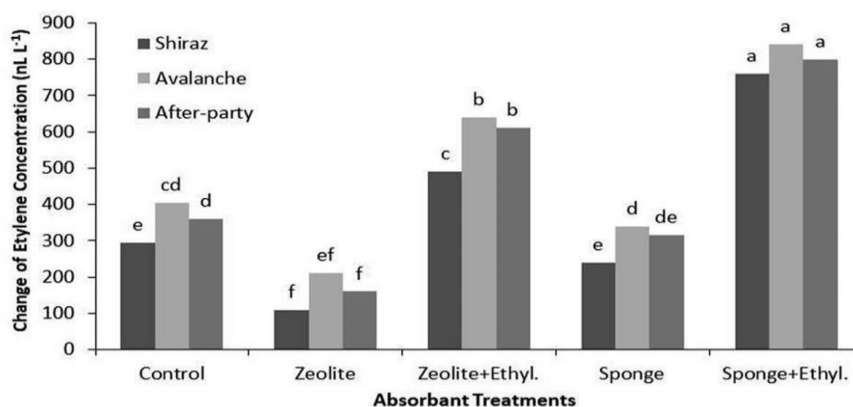 Change of Etylene Concentration (nL L⁻¹)
900
800
700
600
500
400
300
200
100
0
Shiraz
Avalanche
After-party
e
cd
d
f
ef
f
c
b
b
e
d
de
a
a
a
Control
Zeolite
Zeolite+Ethyl.
Sponge
Sponge+Ethyl.
Absorbant Treatments